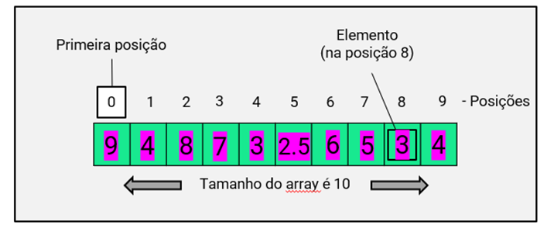 Primeira posição
Elemento
(na posição 8)
0 1 2 3 4 5 6 7 8 9 - Posições
9 4 8 7 3 2.5 6 5 3 4
Tamanho do array é 10